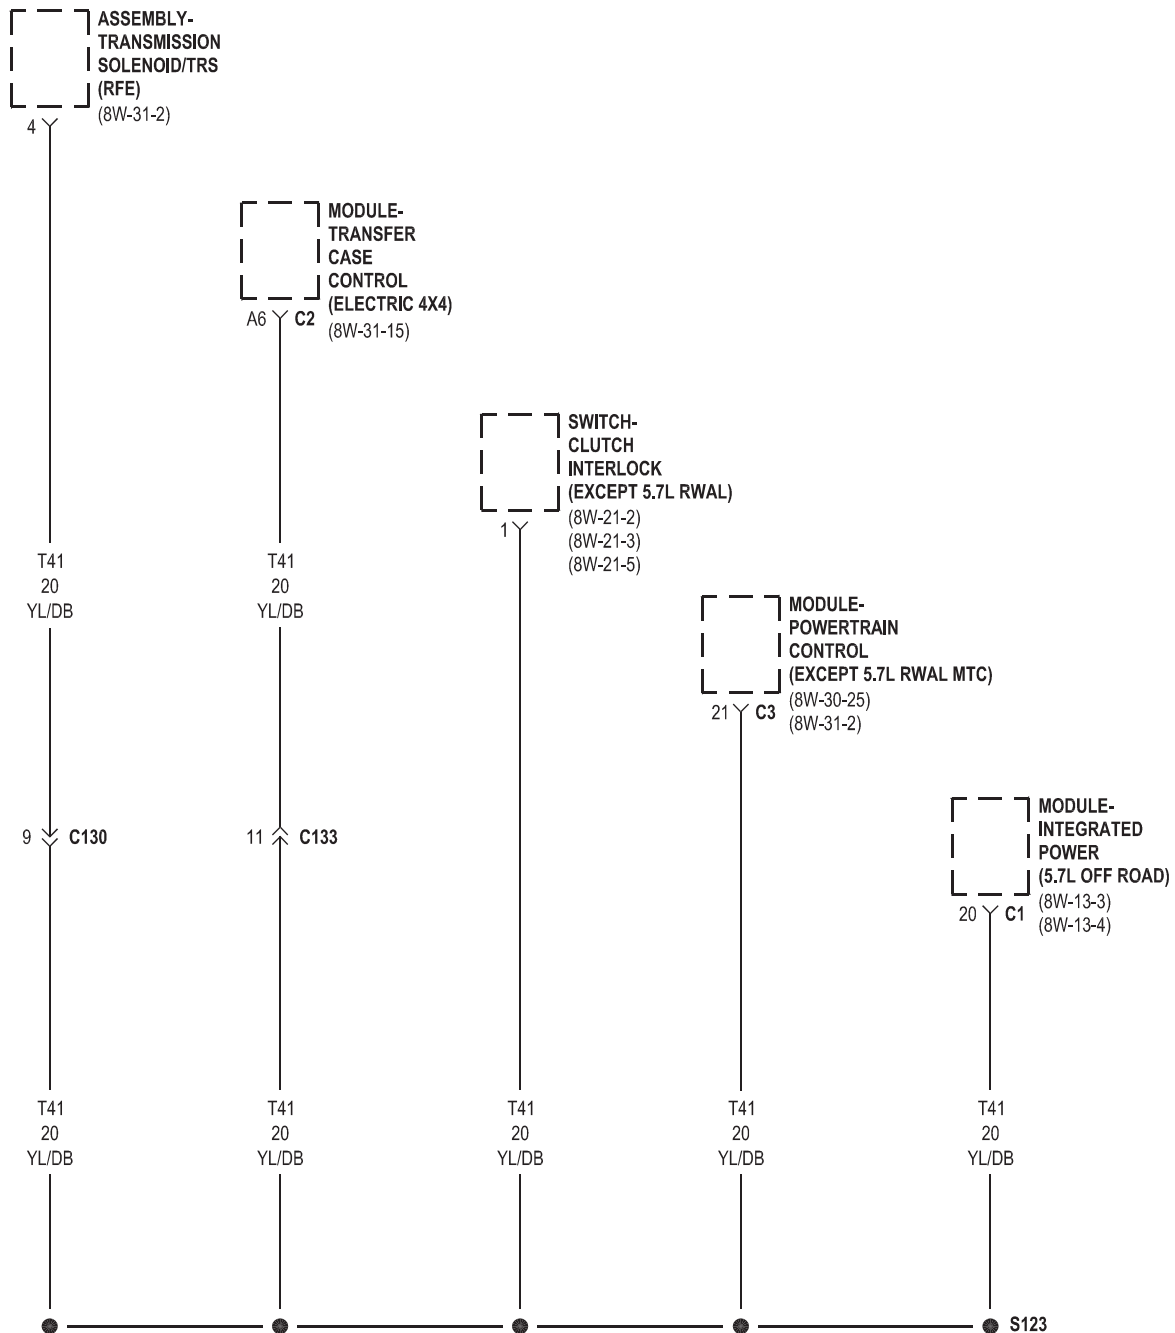 ASSEMBLY-
TRANSMISSION
SOLENOID/TRS
(RFE)
(8W-31-2)
4
MODULE-
TRANSFER
CASE
CONTROL
(ELECTRIC 4X4)
(8W-31-15)
A6 C2
SWITCH-
CLUTCH
INTERLOCK
(EXCEPT 5.7L RWAL)
(8W-21-2)
(8W-21-3)
(8W-21-5)
1
T41
20
YL/DB
T41
20
YL/DB
MODULE-
POWERTRAIN
CONTROL
(EXCEPT 5.7L RWAL MTC)
(8W-30-25)
(8W-31-2)
21 C3
MODULE-
INTEGRATED
POWER
(5.7L OFF ROAD)
(8W-13-3)
(8W-13-4)
20 C1
9 C130
11 C133
T41
20
YL/DB
T41
20
YL/DB
T41
20
YL/DB
T41
20
YL/DB
T41
20
YL/DB
S123